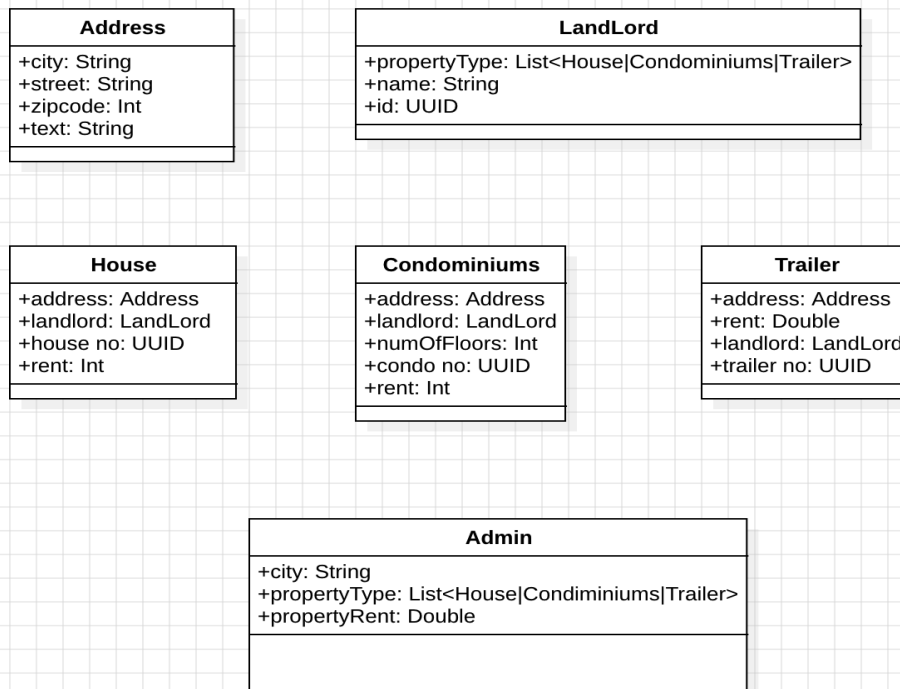 Address
+city: String
+street: String
+zipcode: Int
+text: String
LandLord
+propertyType: List<House|Condominiums|Trailer>
+name: String
+id: UUID
House
+address: Address
+landlord: LandLord
+house no: UUID
+rent: Int
Condominiums
+address: Address
+landlord: LandLord
+numOfFloors: Int
+condo no: UUID
+rent: Int
Trailer
+address: Address
+rent: Double
+landlord: LandLord
+trailer no: UUID
Admin
+city: String
+propertyType: List<House|Condiminiums|Trailer>
+propertyRent: Double